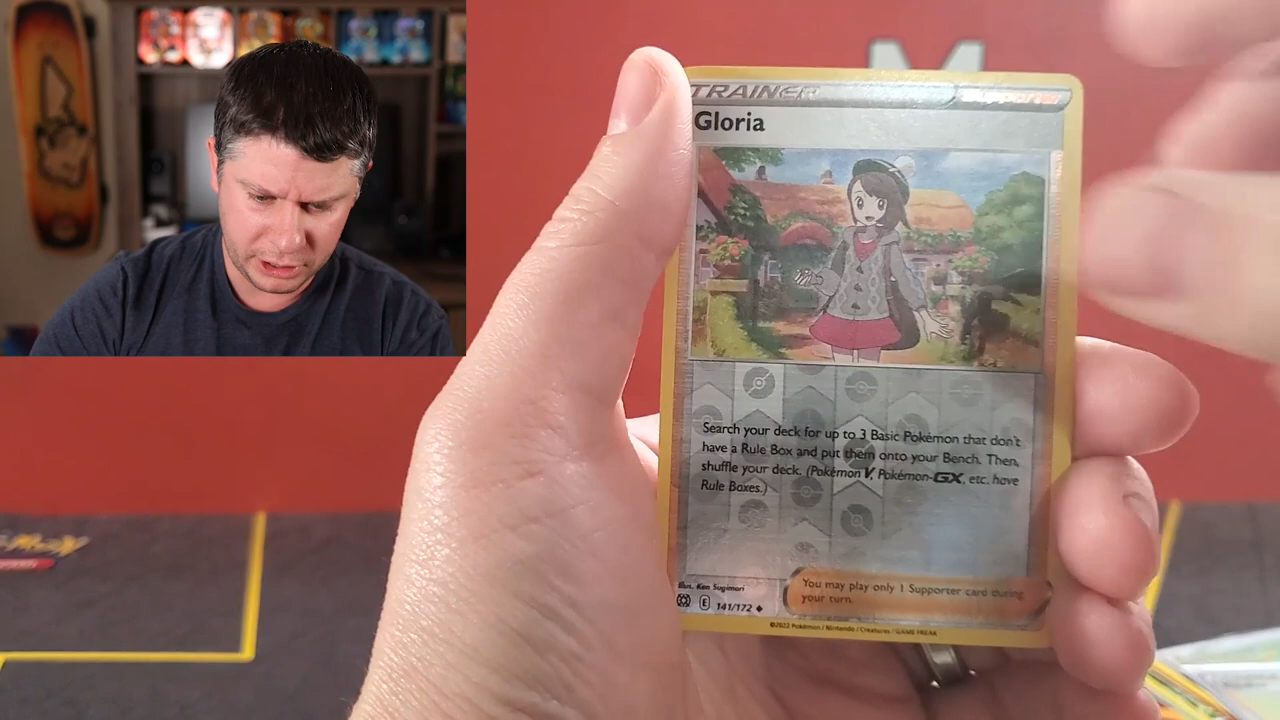 M
TRAINER Supporter
Gloria
Search your deck for up to 3 Basic Pokémon that don't
have a Rule Box and put them onto your Bench. Then,
shuffle your deck. (Pokémon V, Pokémon-GX, etc. have
Rule Boxes.)
You may play only 1 Supporter card during
your turn.
Illus. Ken Sugimori
E 141/172
©2022 Pokémon / Nintendo / Creatures / GAME FREAK